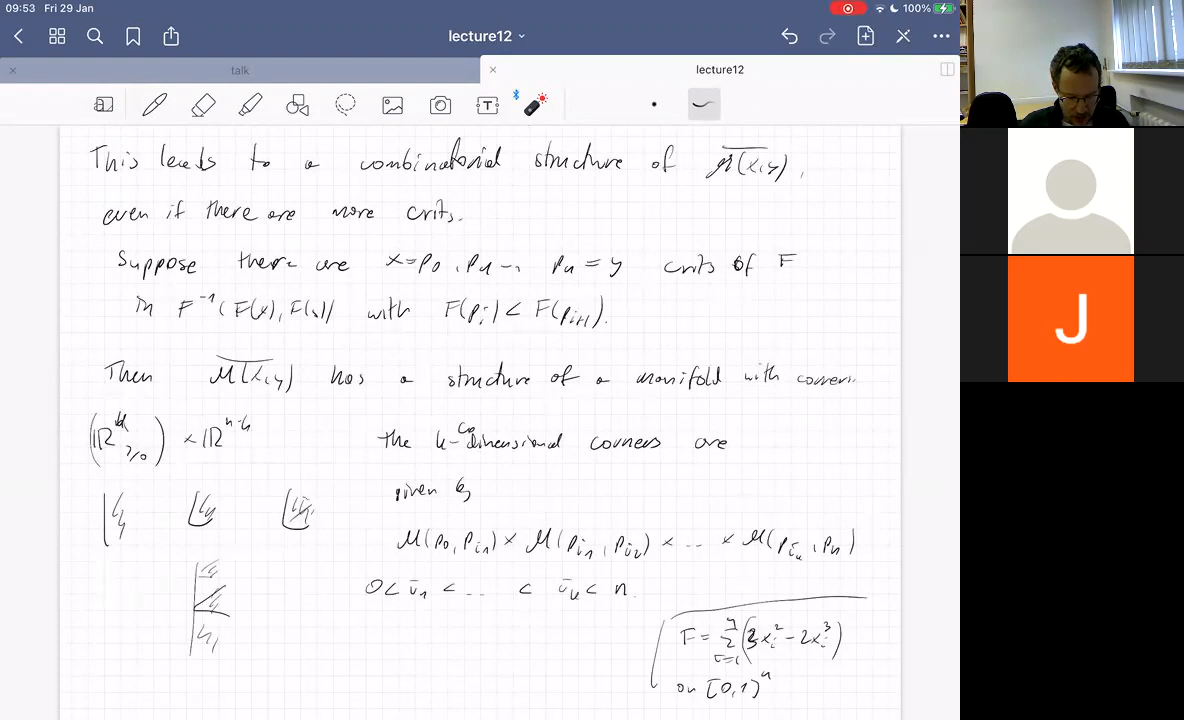 09:53 Fri 29 Jan
100%
lecture12
talk
lecture12
This leads to a combinatorial structure of M(x,y),
even if there are more crits.
Suppose there are x=p₀, p₁, ..., pₙ = y crits of F
in F⁻¹(F(x), F(y)) with F(pᵢ) < F(pᵢ₊₁).
Then M(x,y) has a structure of a manifold with corners.
(ℝᵏ≥0) × ℝⁿ⁻ᵏ
the k-codimensional corners are
given by
M(p₀, pᵢ₁) × M(pᵢ₁, pᵢ₂) × ... × M(pᵢₖ, pₙ)
0 < i₁ < ... < iₖ < n.
F = Σ (3xᵢ² - 2xᵢ³)
i=1
on [0,1]ⁿ
J